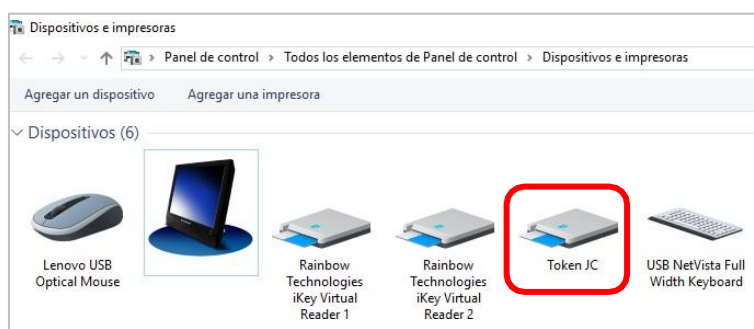 Dispositivos e impresoras
Panel de control > Todos los elementos de Panel de control > Dispositivos e impresoras
Agregar un dispositivo Agregar una impresora
Dispositivos (6)
Lenovo USB
Optical Mouse
Rainbow
Technologies
iKey Virtual
Reader 1
Rainbow
Technologies
iKey Virtual
Reader 2
Token JC
USB NetVista Full
Width Keyboard